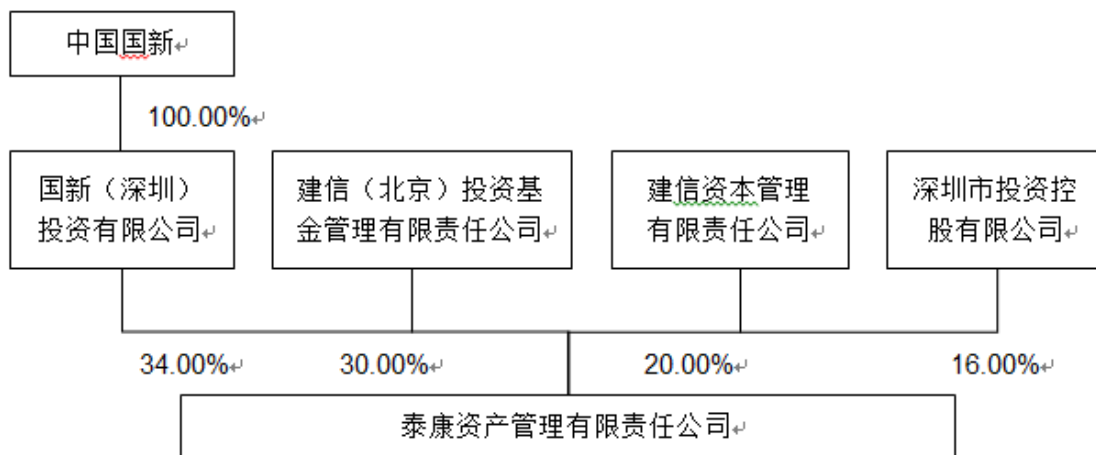 中国国新
100.00%
国新（深圳）
投资有限公司
建信（北京）投资基
金管理有限责任公司
建信资本管理
有限责任公司
深圳市投资控
股有限公司
34.00%
30.00%
20.00%
16.00%
泰康资产管理有限责任公司